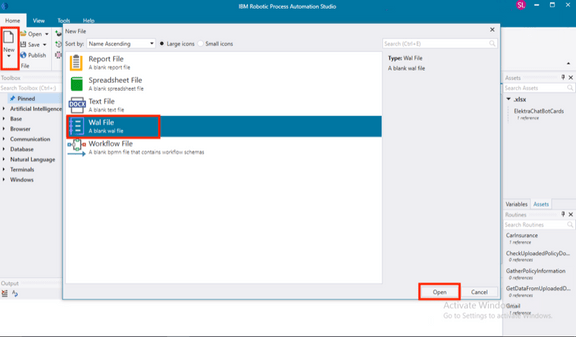 IBM Robotic Process Automation Studio
SL
Home View Tools Help
New
Open
Save
Publish
File
Toolbox
Search Toolbox (Ctrl+E)
Pinned
Artificial Intelligence
Base
Browser
Communication
Database
Natural Language
Terminals
Windows
Output
New File
Sort by: Name Ascending Large icons Small icons
Search (Ctrl+E)
Report File
A blank report file
Spreadsheet File
A blank spreadsheet file
DOCX
Text File
A blank text file
Wal File
A blank wal file
Workflow File
A blank bpmn file that contains workflow schemas
Type: Wal File
A blank wal file
Open Cancel
Assets
Search Assets
.xlsx
ElektraChatBotCards
1 reference
Variables Assets
Routines
Search Routines
CarInsurance
1 reference
CheckUploadedPolicyDo...
0 references
GatherPolicyInformation
0 references
GetDataFromUploadedD...
0 references
Gmail
1 reference
Activate Windows
Go to Settings to activate Windows.